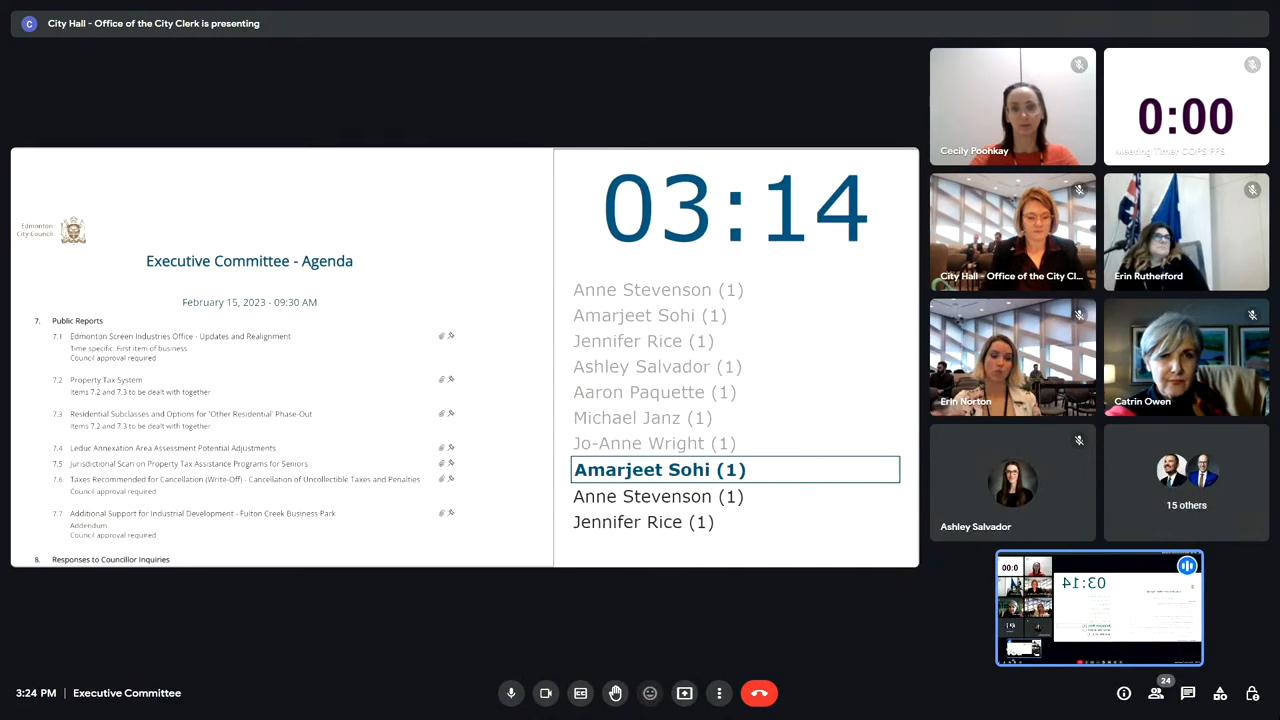 C City Hall - Office of the City Clerk is presenting
Edmonton
City Council
Executive Committee - Agenda
February 15, 2023 - 09:30 AM
7. Public Reports
7.1 Edmonton Screen Industries Office - Updates and Realignment
Time specific. First item of business
Council approval required
7.2 Property Tax System
Items 7.2 and 7.3 to be dealt with together
7.3 Residential Subclasses and Options for 'Other Residential' Phase-Out
Items 7.2 and 7.3 to be dealt with together
7.4 Leduc Annexation Area Assessment Potential Adjustments
7.5 Jurisdictional Scan on Property Tax Assistance Programs for Seniors
7.6 Taxes Recommended for Cancellation (Write-Off) - Cancellation of Uncollectible Taxes and Penalties
Council approval required
7.7 Additional Support for Industrial Development - Fulton Creek Business Park
Addendum
Council approval required
8. Responses to Councillor Inquiries
03:14
Anne Stevenson (1)
Amarjeet Sohi (1)
Jennifer Rice (1)
Ashley Salvador (1)
Aaron Paquette (1)
Michael Janz (1)
Jo-Anne Wright (1)
Amarjeet Sohi (1)
Anne Stevenson (1)
Jennifer Rice (1)
Cecily Poohkay
0:00
Meeting Timer COPS FPS
City Hall - Office of the City Cl...
Erin Rutherford
Erin Norton
Catrin Owen
Ashley Salvador
15 others
00:0
03:14
3:24 PM | Executive Committee
24